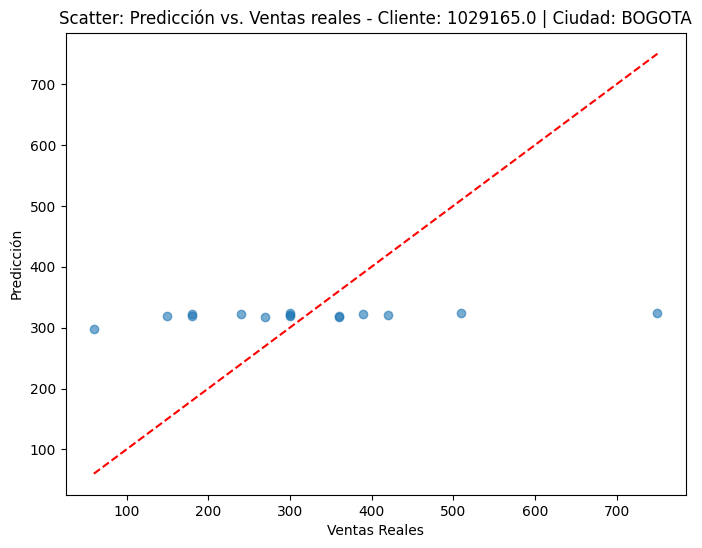 Scatter: Predicción vs. Ventas reales - Cliente: 1029165.0 | Ciudad: BOGOTA
700
600
500
400
300
200
100
Predicción
100 200 300 400 500 600 700
Ventas Reales